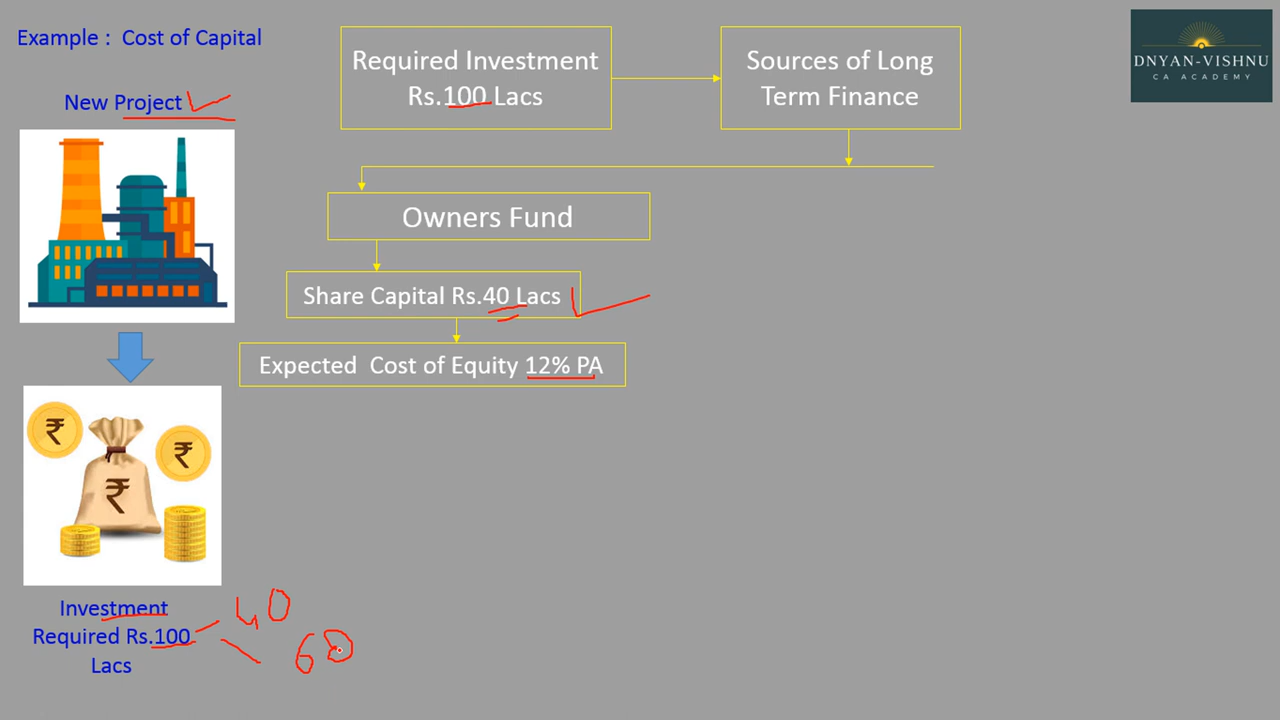 Example :  Cost of Capital
New Project
Required Investment
Rs.100 Lacs
Sources of Long
Term Finance
DNYAN-VISHNU
CA ACADEMY
Owners Fund
Share Capital Rs.40 Lacs
Expected  Cost of Equity 12% PA
₹
₹
₹
Investment
Required Rs.100
Lacs
40
60